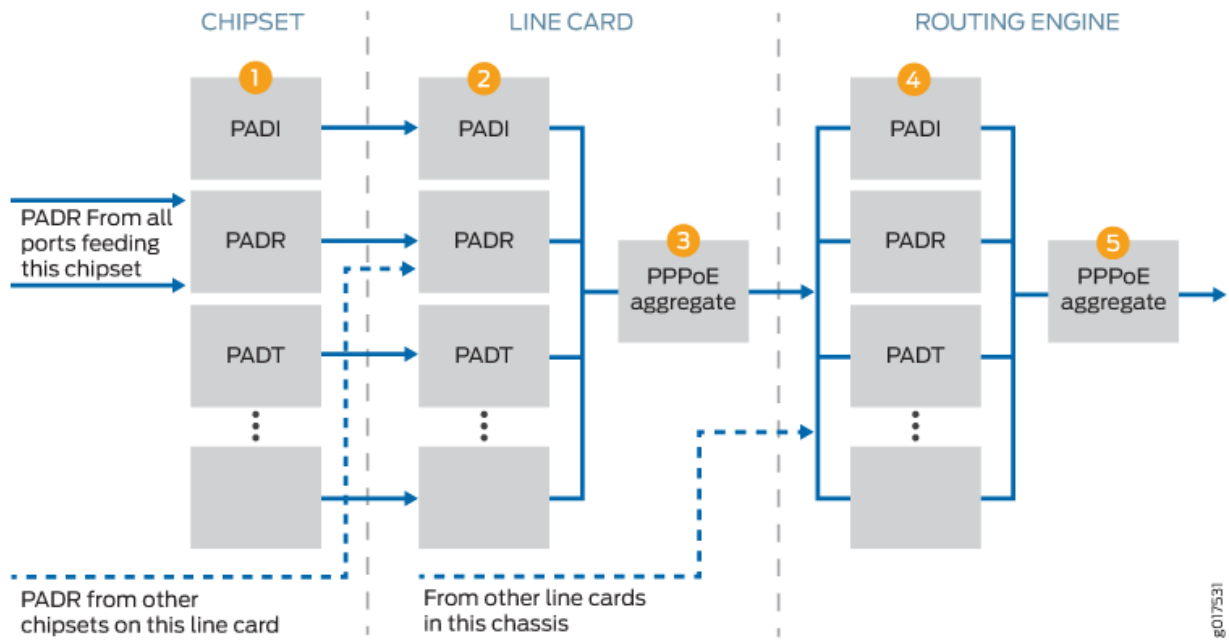 CHIPSET
LINE CARD
ROUTING ENGINE
1
PADI
2
PADI
4
PADI
PADR From all
ports feeding
this chipset
PADR
PADR
3
PPPoE
aggregate
PADR
5
PPPoE
aggregate
PADT
PADT
PADT
PADR from other
chipsets on this line card
From other line cards
in this chassis
g017531